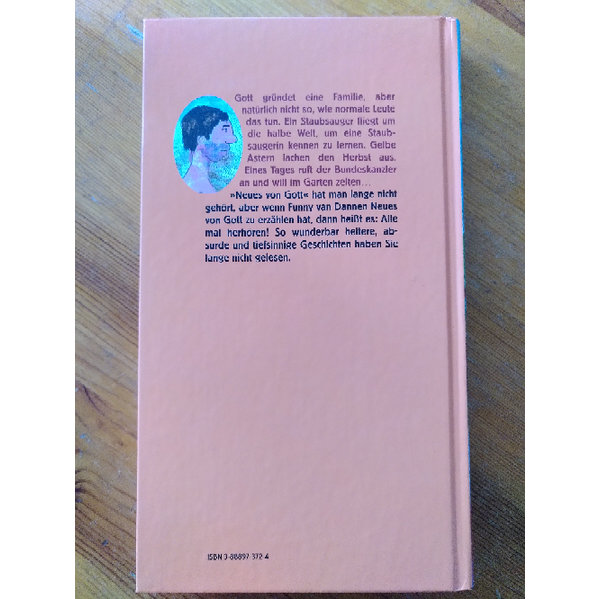 Gott gründet eine Familie, aber
natürlich nicht so, wie normale Leute
das tun. Ein Staubsauger fliegt um
die halbe Welt, um eine Staub-
saugerin kennen zu lernen. Gelbe
Astern lachen den Herbst aus.
Eines Tages ruft der Bundeskanzler
an und will im Garten zelten...
»Neues von Gott« hat man lange nicht
gehört, aber wenn Funny van Dannen Neues
von Gott zu erzählen hat, dann heißt es: Alle
mal herhören! So wunderbar heitere, ab-
surde und tiefsinnige Geschichten haben Sie
lange nicht gelesen.
ISBN 3-88897-372-4